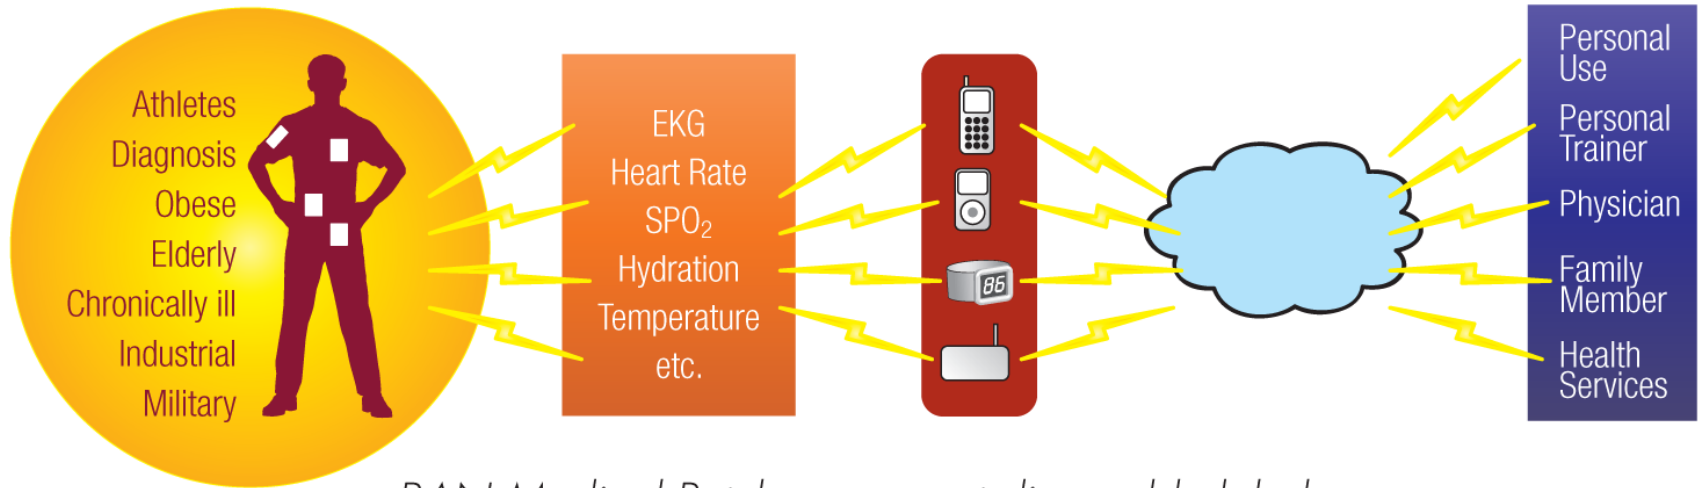 Athletes
Diagnosis
Obese
Elderly
Chronically ill
Industrial
Military
EKG
Heart Rate
SPO₂
Hydration
Temperature
etc.
86
Personal
Use
Personal
Trainer
Physician
Family
Member
Health
Services